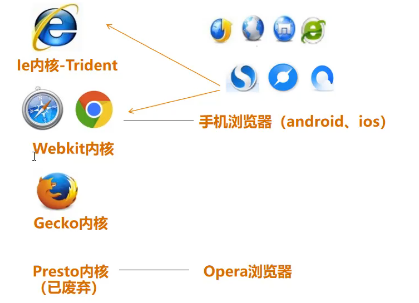 Ie内核-Trident
手机浏览器（android、ios）
Webkit内核
Gecko内核
Presto内核
（已废弃）
Opera浏览器